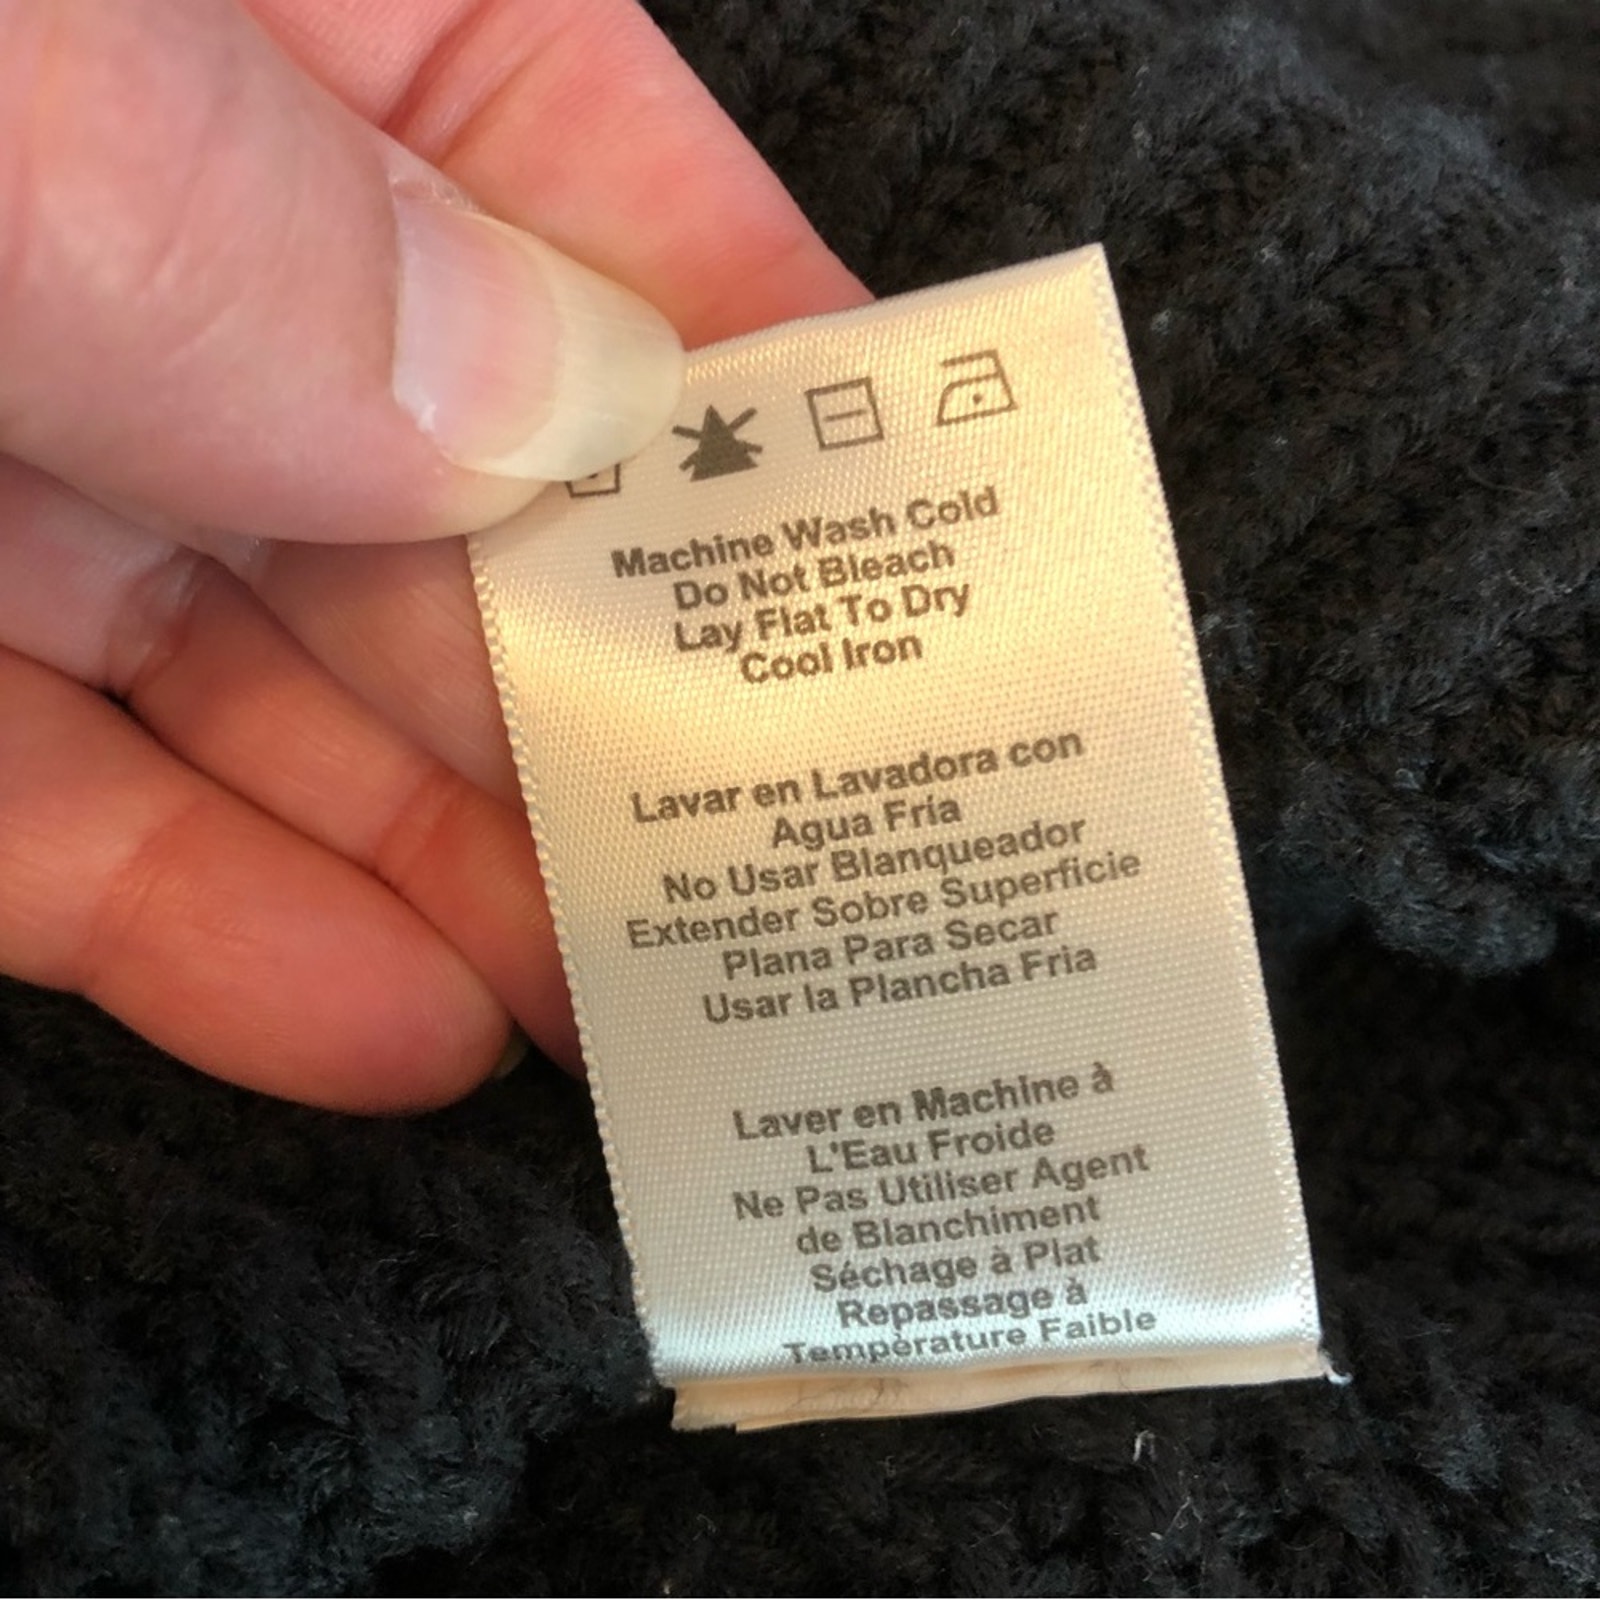 Machine Wash Cold
Do Not Bleach
Lay Flat To Dry
Cool Iron
Lavar en Lavadora con
Agua Fría
No Usar Blanqueador
Extender Sobre Superficie
Plana Para Secar
Usar la Plancha Fria
Laver en Machine à
L'Eau Froide
Ne Pas Utiliser Agent
de Blanchiment
Séchage à Plat
Repassage à
Tempèrature Faible